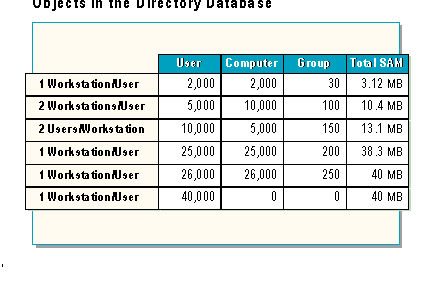 Objects in the Directory Database
User Computer Group Total SAM
1 Workstation/User 2,000 2,000 30 3.12 MB
2 Workstations/User 5,000 10,000 100 10.4 MB
2 Users/Workstation 10,000 5,000 150 13.1 MB
1 Workstation/User 25,000 25,000 200 38.3 MB
1 Workstation/User 26,000 26,000 250 40 MB
1 Workstation/User 40,000 0 0 40 MB